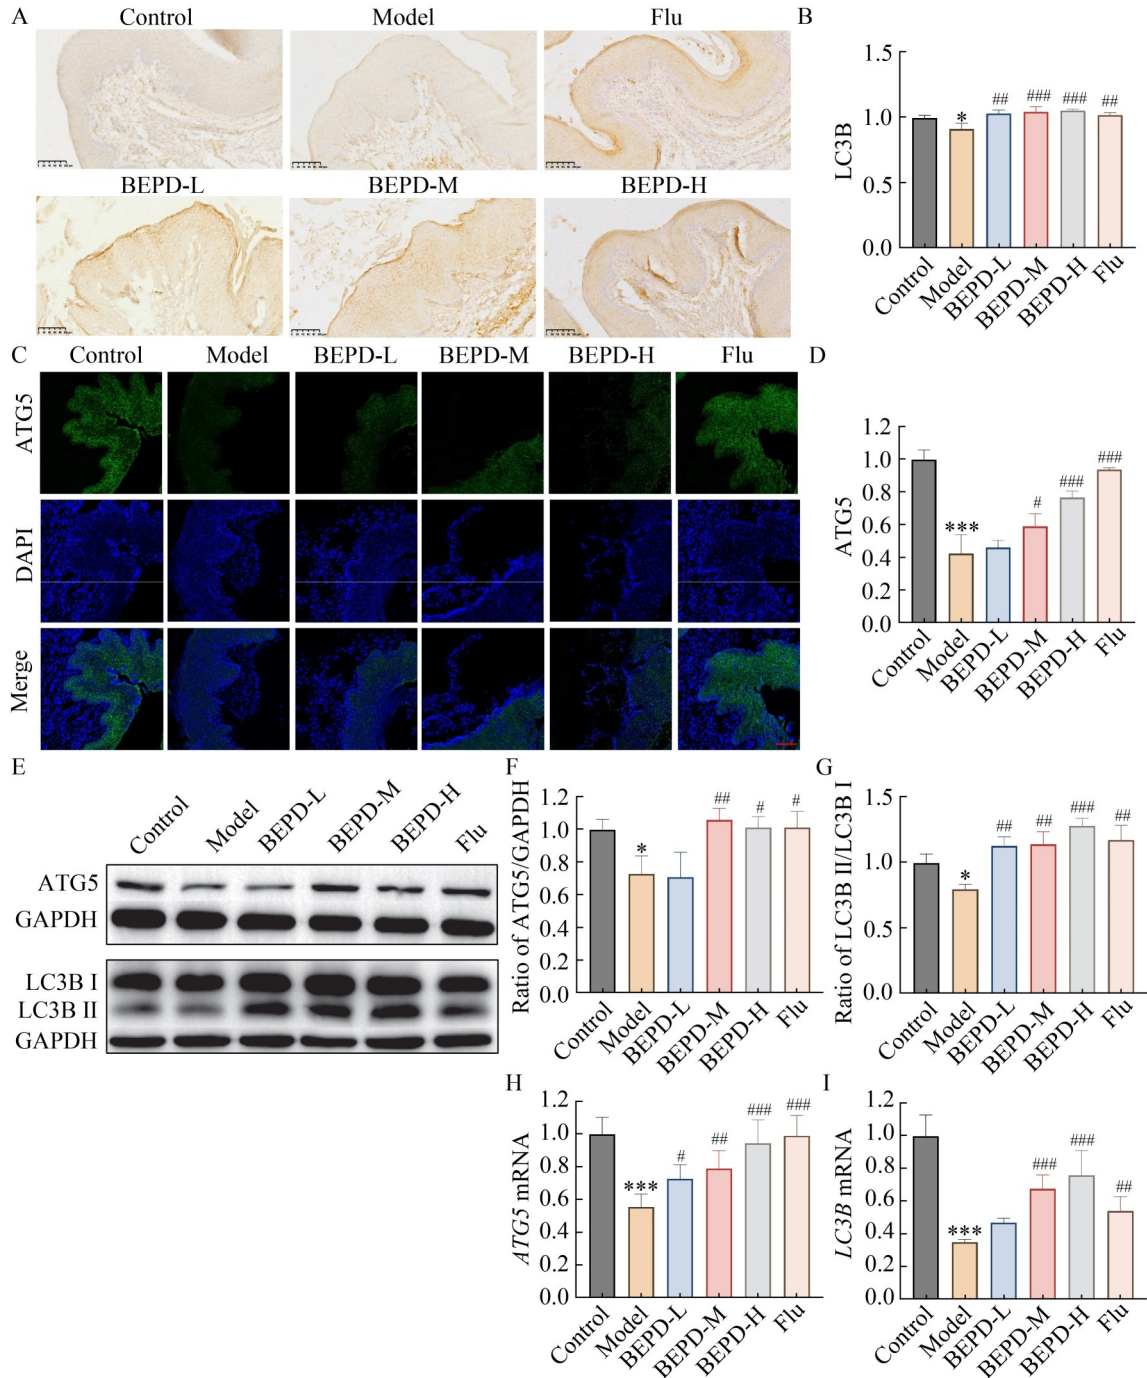 A
Control
Model
Flu
BEPD-L
BEPD-M
BEPD-H
B
LC3B
1.5
1.0
0.5
0.0
*
##
###
###
##
Control
Model
BEPD-L
BEPD-M
BEPD-H
Flu
C
Control
Model
BEPD-L
BEPD-M
BEPD-H
Flu
ATG5
DAPI
Merge
D
ATG5
1.2
1.0
0.8
0.6
0.4
0.2
0.0
***
#
###
###
Control
Model
BEPD-L
BEPD-M
BEPD-H
Flu
E
Control
Model
BEPD-L
BEPD-M
BEPD-H
Flu
ATG5
GAPDH
LC3B I
LC3B II
GAPDH
F
Ratio of ATG5/GAPDH
1.2
1.0
0.8
0.6
0.4
0.2
0.0
*
##
#
#
Control
Model
BEPD-L
BEPD-M
BEPD-H
Flu
G
Ratio of LC3B II/LC3B I
1.5
1.0
0.5
0.0
*
##
##
###
##
Control
Model
BEPD-L
BEPD-M
BEPD-H
Flu
H
ATG5 mRNA
1.2
1.0
0.8
0.6
0.4
0.2
0.0
***
#
##
###
###
Control
Model
BEPD-L
BEPD-M
BEPD-H
Flu
I
LC3B mRNA
1.2
1.0
0.8
0.6
0.4
0.2
0.0
***
###
###
##
Control
Model
BEPD-L
BEPD-M
BEPD-H
Flu